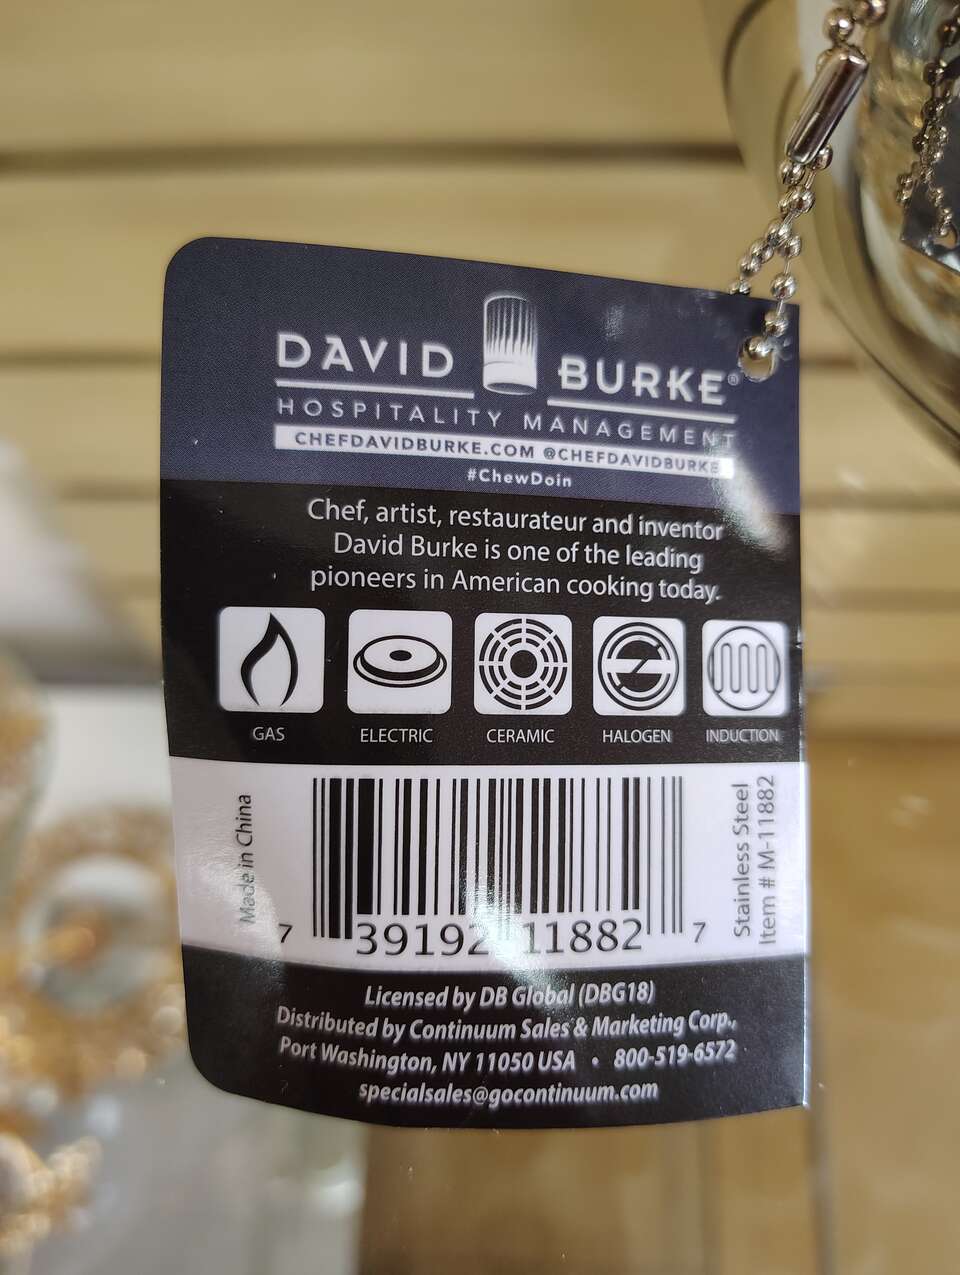 DAVID BURKE®
HOSPITALITY MANAGEMENT
CHEFDAVIDBURKE.COM @CHEFDAVIDBURKE
#ChewDoin
Chef, artist, restaurateur and inventor
David Burke is one of the leading
pioneers in American cooking today.
GAS ELECTRIC CERAMIC HALOGEN INDUCTION
Made in China
7 39192 11882 7
Stainless Steel
Item # M-11882
Licensed by DB Global (DBG18)
Distributed by Continuum Sales & Marketing Corp.,
Port Washington, NY 11050 USA • 800-519-6572
specialsales@gocontinuum.com